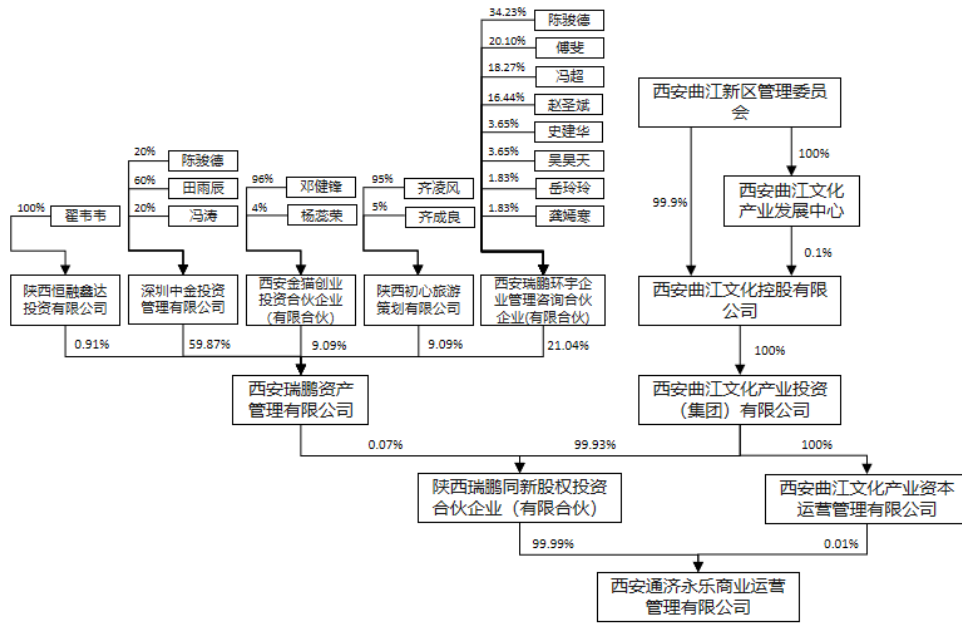 34.23%
陈骏德
20.10%
傅斐
18.27%
冯超
16.44%
赵圣斌
3.65%
史建华
3.65%
吴昊天
1.83%
岳玲玲
1.83%
龚嫣骞
西安曲江新区管理委员
会
100%
99.9%
西安曲江文化
产业发展中心
0.1%
20%
陈骏德
60%
田雨辰
20%
冯涛
96%
邓健锋
4%
杨蕊荣
95%
齐凌风
5%
齐成良
100%
翟韦韦
陕西恒融鑫达
投资有限公司
深圳中金投资
管理有限公司
西安金猫创业
投资合伙企业
(有限合伙)
陕西初心旅游
策划有限公司
西安瑞鹏环宇企
业管理咨询合伙
企业(有限合伙)
西安曲江文化控股有限
公司
0.91%
59.87%
9.09%
9.09%
21.04%
100%
西安瑞鹏资产
管理有限公司
西安曲江文化产业投资
（集团）有限公司
0.07%
99.93%
100%
陕西瑞鹏同新股权投资
合伙企业（有限合伙）
西安曲江文化产业资本
运营管理有限公司
99.99%
0.01%
西安通济永乐商业运营
管理有限公司